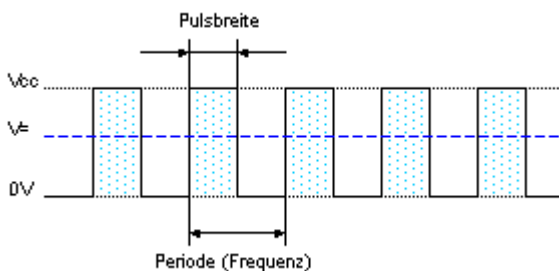 Pulsbreite
Vcc
V=
0V
Periode (Frequenz)